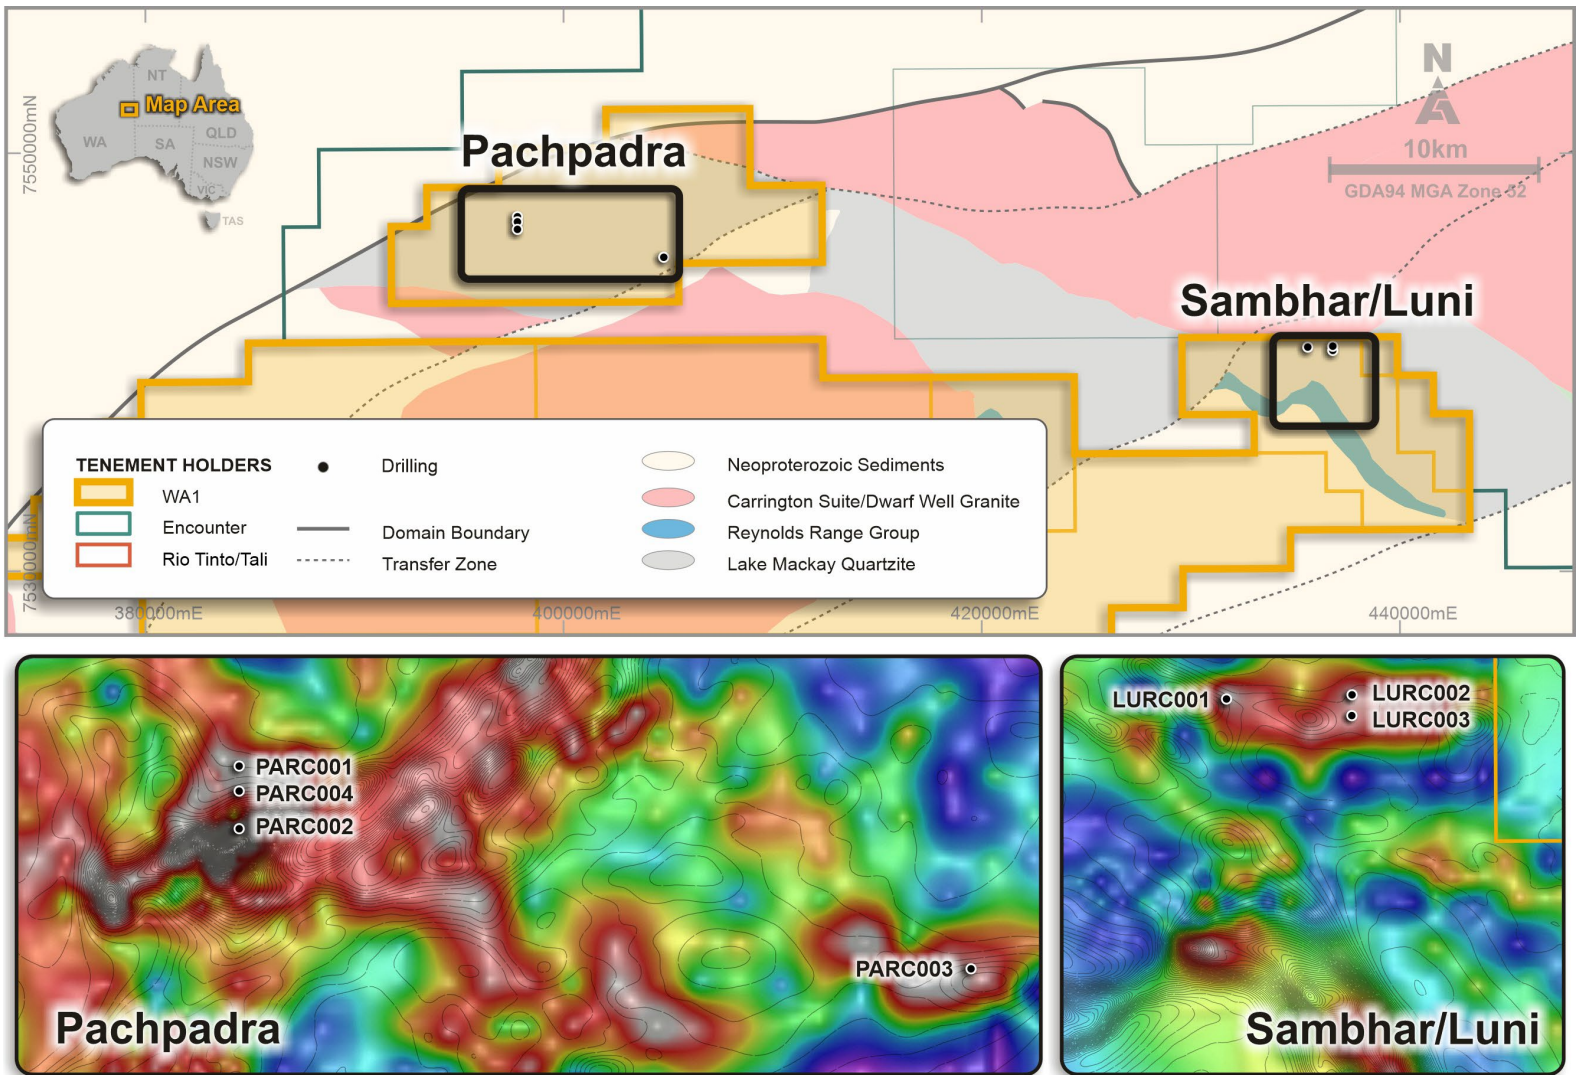 7550000mN
NT
Map Area
WA
SA
QLD
NSW
VIC
TAS
Pachpadra
N
10km
GDA94 MGA Zone 52
Sambhar/Luni
TENEMENT HOLDERS
WA1
Encounter
Rio Tinto/Tali
Drilling
Domain Boundary
Transfer Zone
Neoproterozoic Sediments
Carrington Suite/Dwarf Well Granite
Reynolds Range Group
Lake Mackay Quartzite
7530000mN
380000mE
400000mE
420000mE
440000mE
PARC001
PARC004
PARC002
PARC003
Pachpadra
LURC001
LURC002
LURC003
Sambhar/Luni